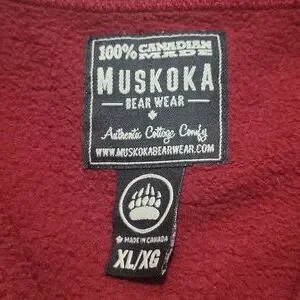 100% CANADIAN MADE
MUSKOKA
BEAR WEAR
Authentic Cottage Comfy
WWW.MUSKOKABEARWEAR.COM
MADE IN CANADA
XL/XG